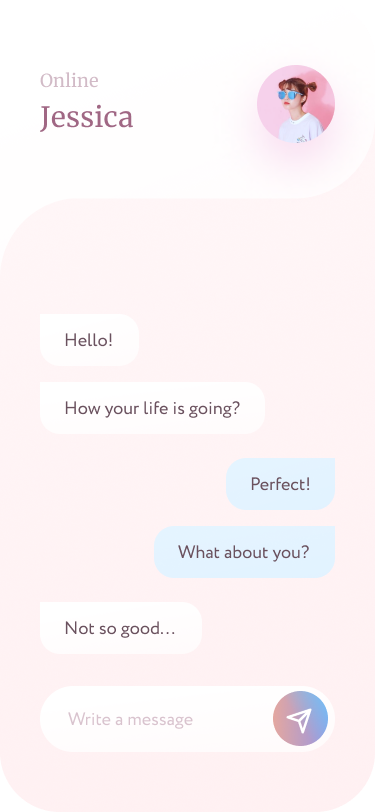 Online
Jessica
Hello!
How your life is going?
Perfect!
What about you?
Not so good...
Write a message